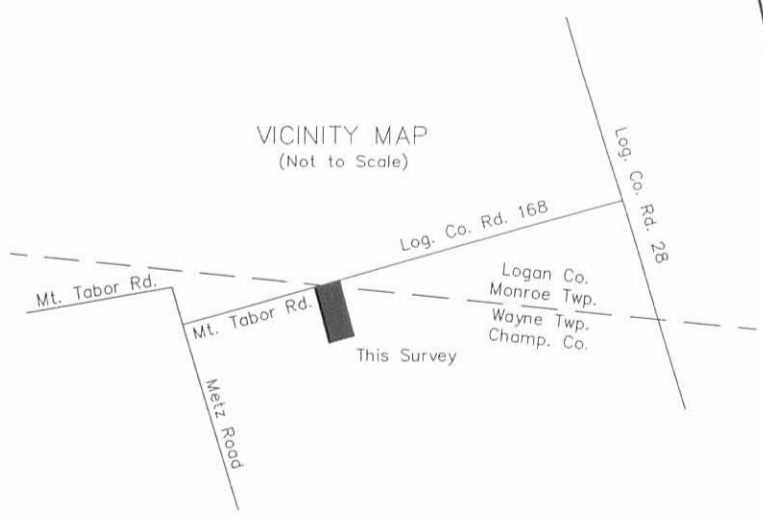 VICINITY MAP
(Not to Scale)
Log. Co. Rd. 28
Log. Co. Rd. 168
Logan Co.
Monroe Twp.
Wayne Twp.
Champ. Co.
Mt. Tabor Rd.
Mt. Tabor Rd.
This Survey
Metz Road